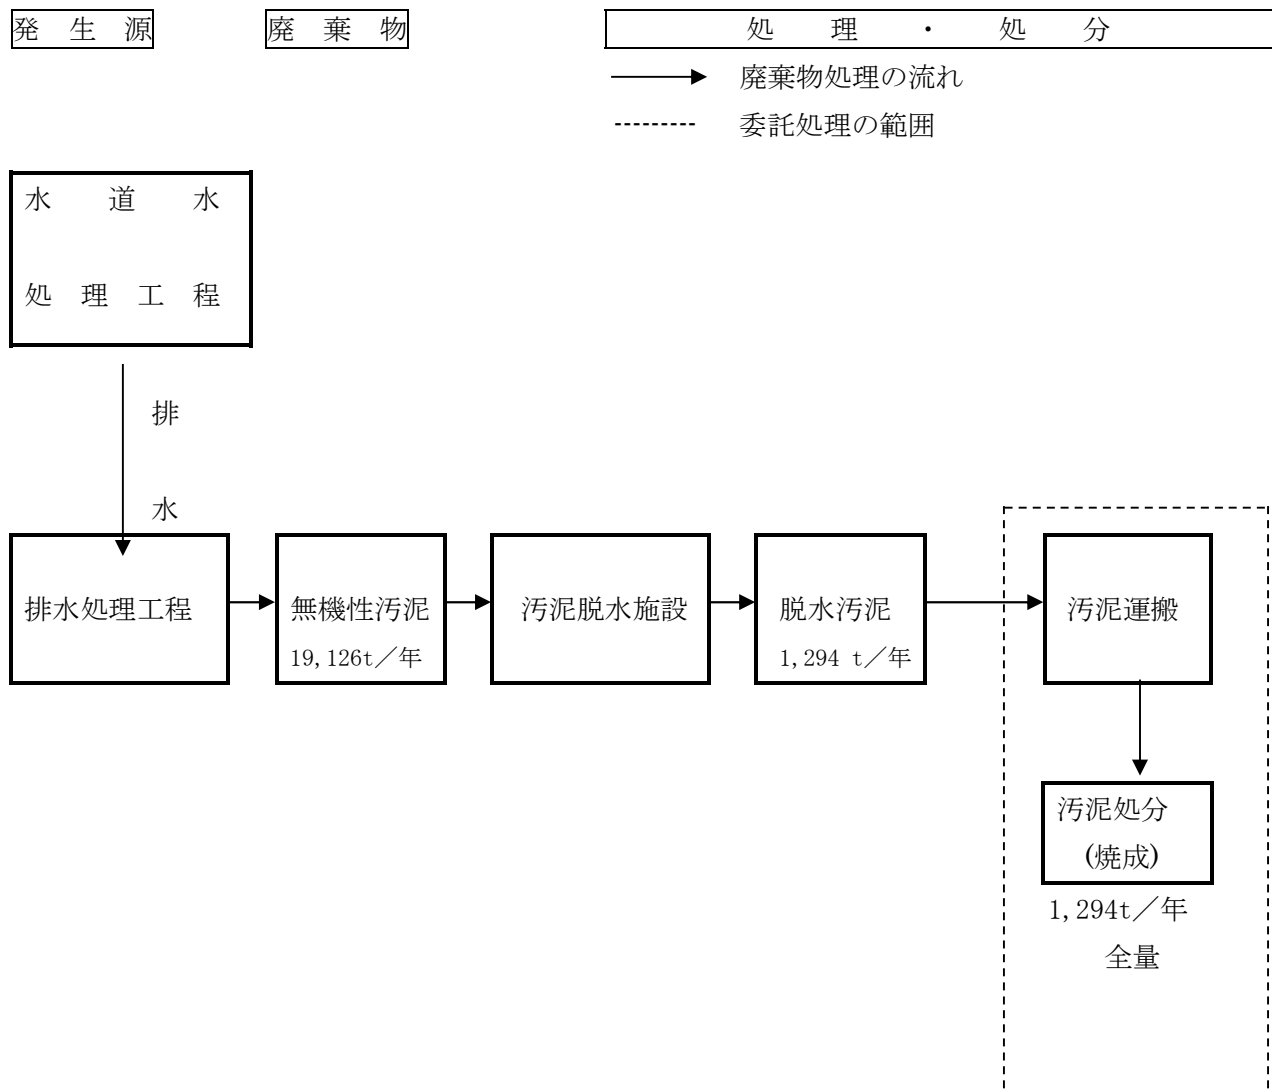 発生源
廃棄物
処理・処分
廃棄物処理の流れ
委託処理の範囲
水道水
処理工程
排
水
排水処理工程
無機性汚泥
19,126t/年
汚泥脱水施設
脱水汚泥
1,294 t/年
汚泥運搬
汚泥処分
(焼成)
1,294t/年
全量